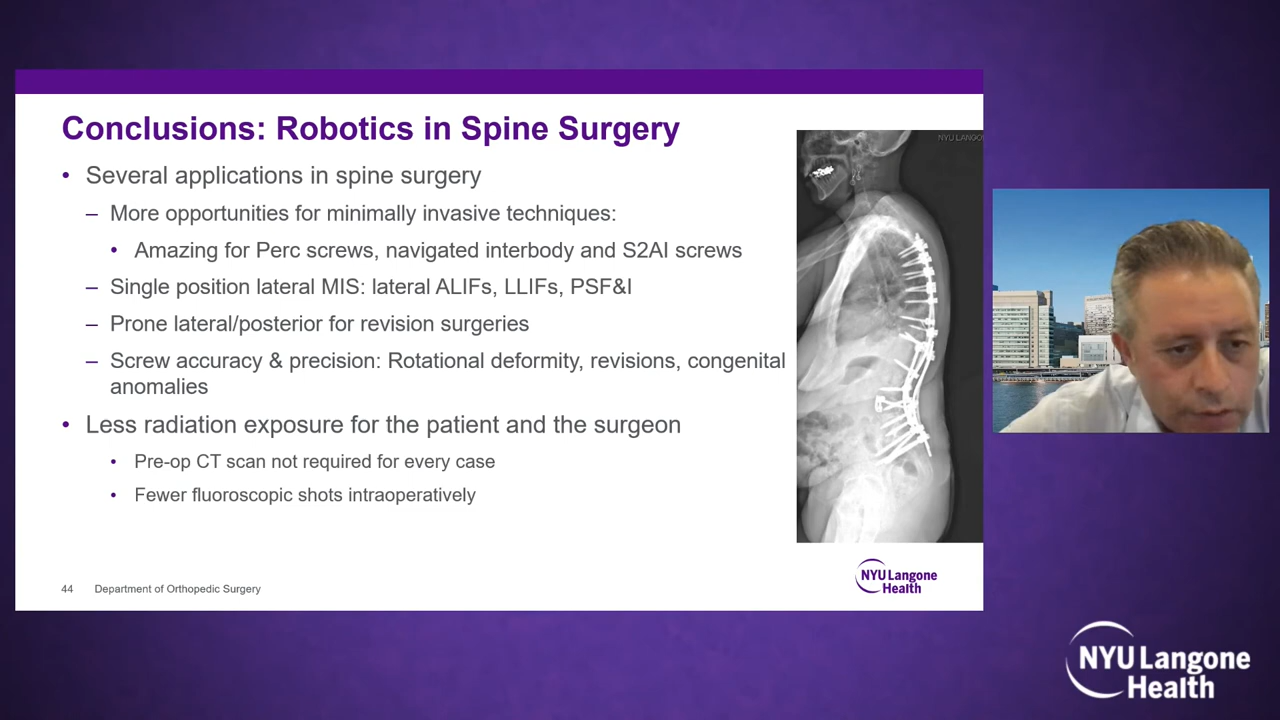 Conclusions: Robotics in Spine Surgery
• Several applications in spine surgery
– More opportunities for minimally invasive techniques:
• Amazing for Perc screws, navigated interbody and S2AI screws
– Single position lateral MIS: lateral ALIFs, LLIFs, PSF&I
– Prone lateral/posterior for revision surgeries
– Screw accuracy & precision: Rotational deformity, revisions, congenital
anomalies
• Less radiation exposure for the patient and the surgeon
• Pre-op CT scan not required for every case
• Fewer fluoroscopic shots intraoperatively
NYU LANGO
44 Department of Orthopedic Surgery
NYU Langone
Health
NYU Langone
Health